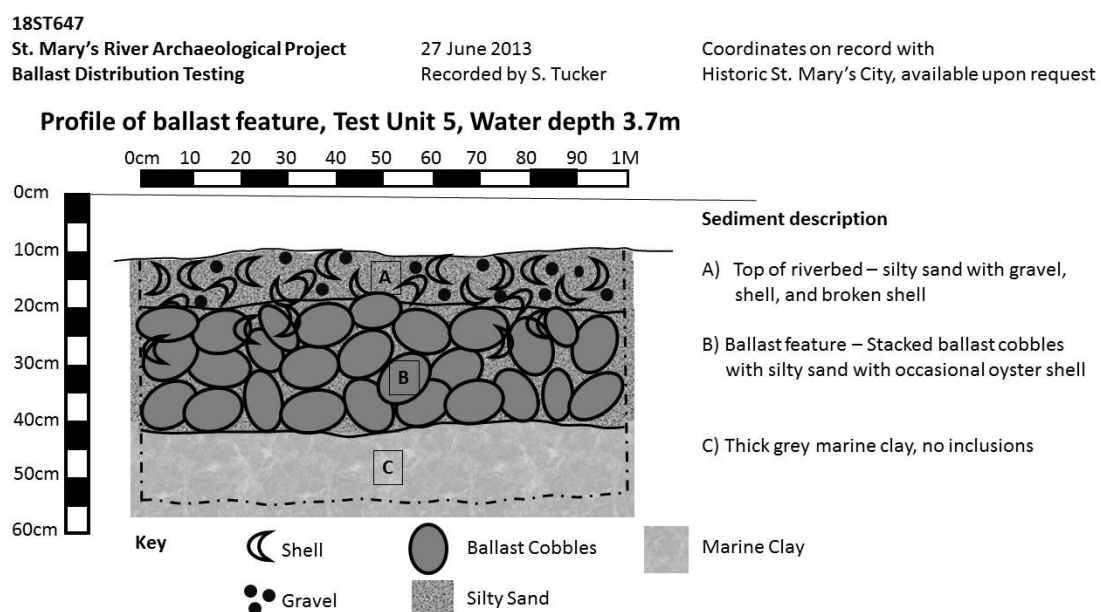 18ST647
St. Mary's River Archaeological Project
Ballast Distribution Testing
27 June 2013
Recorded by S. Tucker
Coordinates on record with
Historic St. Mary's City, available upon request
Profile of ballast feature, Test Unit 5, Water depth 3.7m
0cm 10 20 30 40 50 60 70 80 90 1M
0cm
10cm
20cm
30cm
40cm
50cm
60cm
A
B
C
Sediment description
A) Top of riverbed – silty sand with gravel,
shell, and broken shell
B) Ballast feature – Stacked ballast cobbles
with silty sand with occasional oyster shell
C) Thick grey marine clay, no inclusions
Key
Shell
Ballast Cobbles
Marine Clay
Gravel
Silty Sand